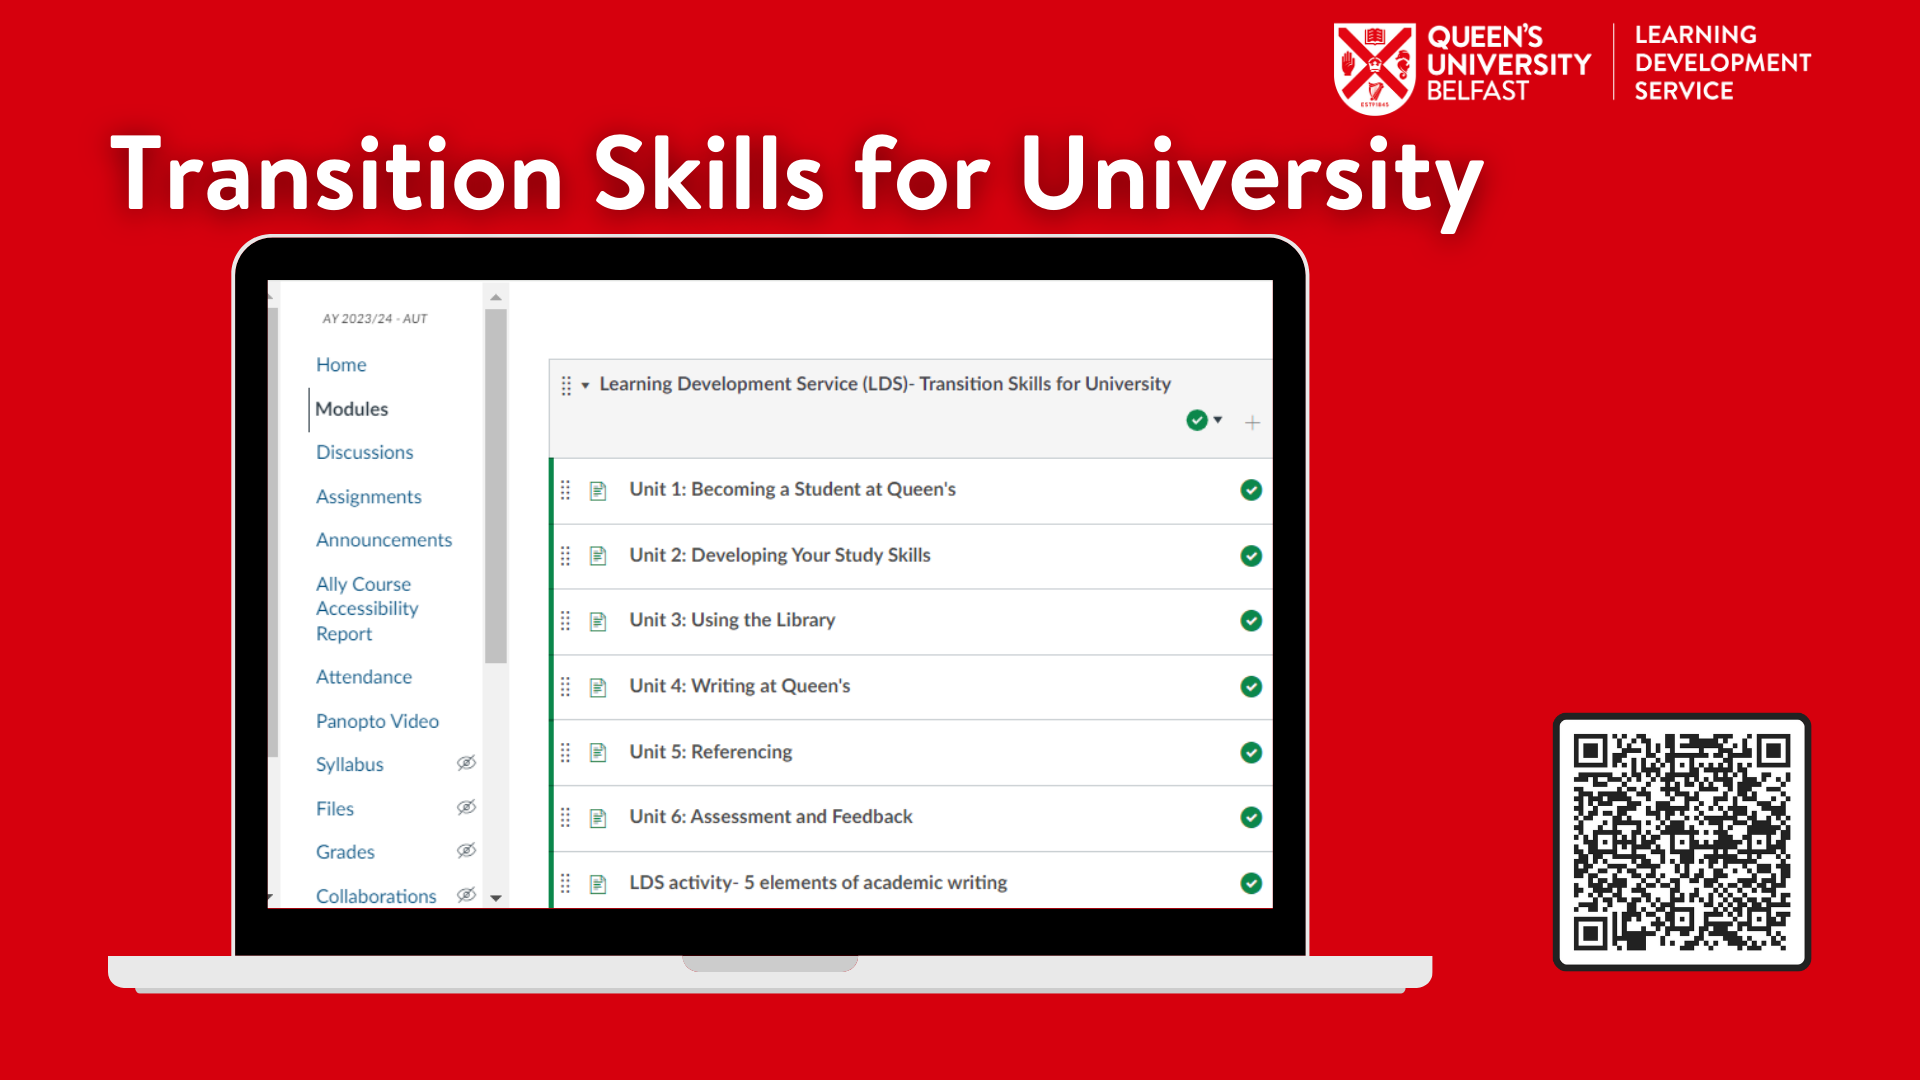 QUEEN'S
UNIVERSITY
BELFAST
EST°1845
LEARNING
DEVELOPMENT
SERVICE
Transition Skills for University
AY 2023/24 - AUT
Home
Modules
Discussions
Assignments
Announcements
Ally Course
Accessibility
Report
Attendance
Panopto Video
Syllabus
Files
Grades
Collaborations
Learning Development Service (LDS)- Transition Skills for University
Unit 1: Becoming a Student at Queen's
Unit 2: Developing Your Study Skills
Unit 3: Using the Library
Unit 4: Writing at Queen's
Unit 5: Referencing
Unit 6: Assessment and Feedback
LDS activity- 5 elements of academic writing